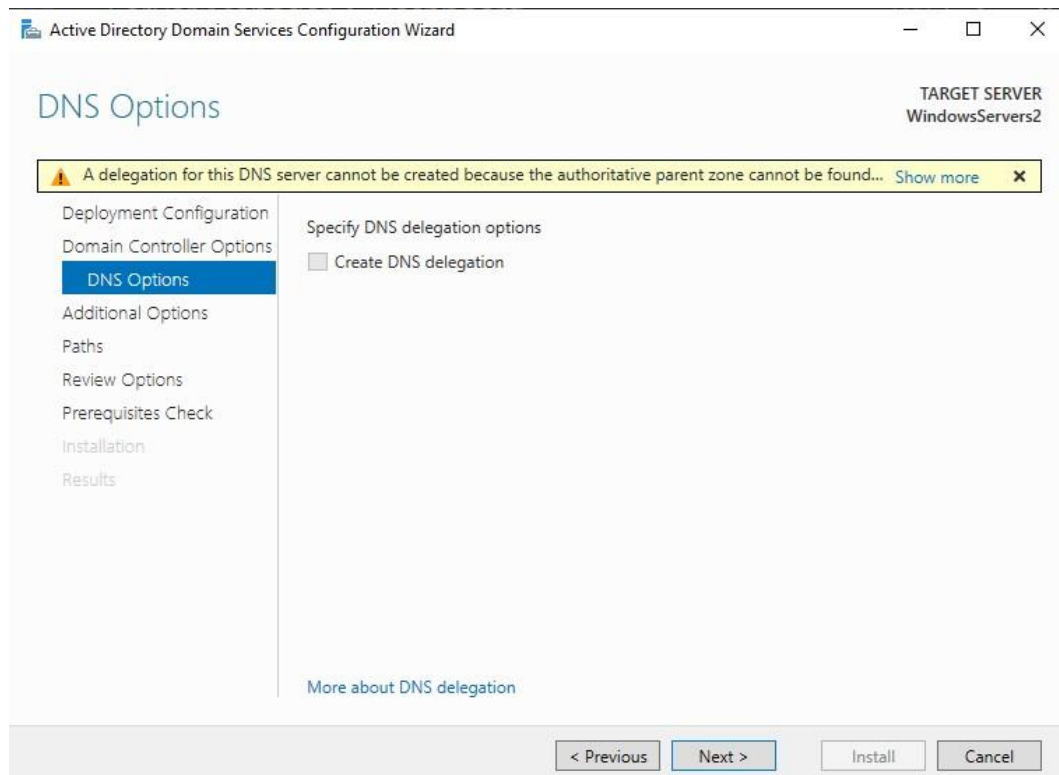 Active Directory Domain Services Configuration Wizard
DNS Options
TARGET SERVER
WindowsServers2
A delegation for this DNS server cannot be created because the authoritative parent zone cannot be found... Show more
Deployment Configuration
Domain Controller Options
DNS Options
Additional Options
Paths
Review Options
Prerequisites Check
Installation
Results
Specify DNS delegation options
Create DNS delegation
More about DNS delegation
< Previous
Next >
Install
Cancel